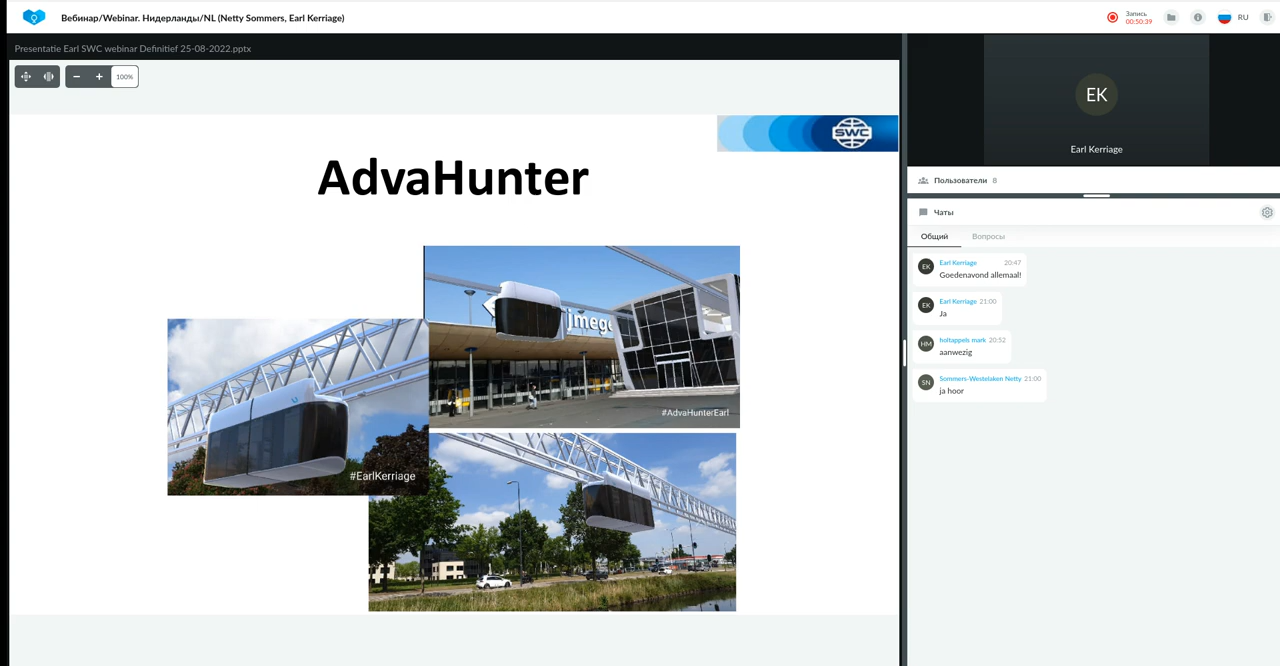 Вебинар/Webinar. Нидерланды/NL (Netty Sommers, Earl Kerriage)
Запись
00:50:39
RU
Presentatie Earl SWC webinar Definitief 25-08-2022.pptx
100%
SWC
AdvaHunter
#AdvaHunterEarl
#EarlKerriage
EK
Earl Kerriage
Пользователи 8
Чаты
Общий
Вопросы
EK
Earl Kerriage 20:47
Goedenavond allemaal!
EK
Earl Kerriage 21:00
Ja
HM
holtappels mark 20:52
aanwezig
SN
Sommers-Westelaken Netty 21:00
ja hoor